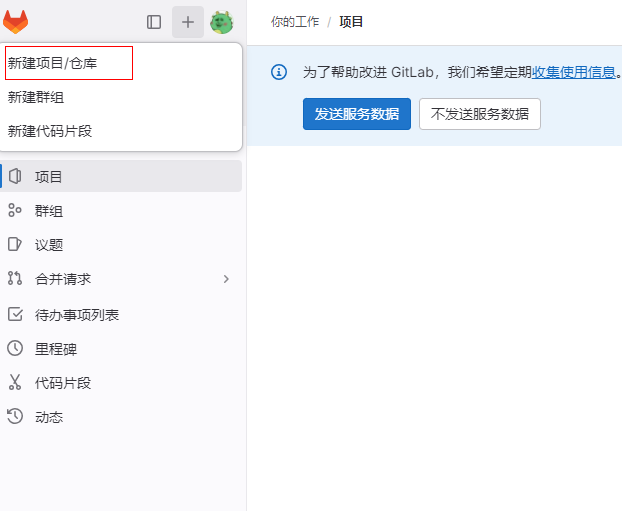 你的工作 / 项目
新建项目/仓库
新建群组
新建代码片段
项目
群组
议题
合并请求
待办事项列表
里程碑
代码片段
动态
为了帮助改进 GitLab，我们希望定期收集使用信息。
发送服务数据 不发送服务数据